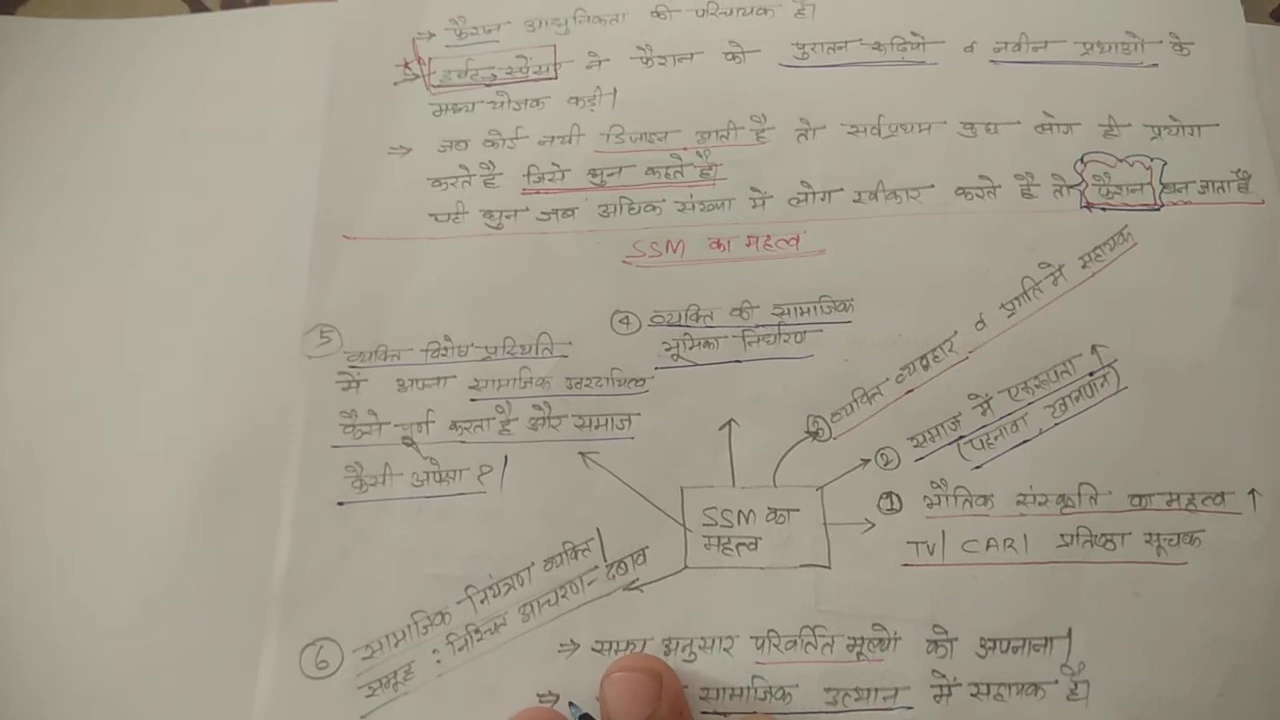 → फैशन आधुनिकता की परिचायक है।
⇒ हर्बर्ट स्पेंसर ने फैशन को पुरातन रूढ़ियों व नवीन प्रथाओं के
मध्य योजक कड़ी।
⇒ जब कोई नयी डिजाइन आती है तो सर्वप्रथम कुछ लोग ही प्रयोग
करते है जिसे धुन कहते है।
यही धुन जब अधिक संख्या में लोग स्वीकार करते है तो फैशन बन जाता है
SSM का महत्व
④ व्यक्ति की सामाजिक
भूमिका निर्धारण
⑤ व्यक्ति विशेष परिस्थिति
में अपना सामाजिक उत्तरदायित्व
कैसे पूर्ण करता है और समाज
कैसी अपेक्षा ?।
③ व्यक्ति व्यवहार व प्रगति में सहायक
② समाज में एकरूपता ↑
(पहनावा, खानपान)
① भौतिक संस्कृति का महत्व ↑
TV| CAR| प्रतिष्ठा सूचक
SSM का
महत्व
⑥ सामाजिक नियंत्रण व्यक्ति/
समूह : निश्चित आचरण - दबाव
⇒ समय अनुसार परिवर्तित मूल्यों को अपनाना।
⇒ सामाजिक उत्थान में सहायक है।